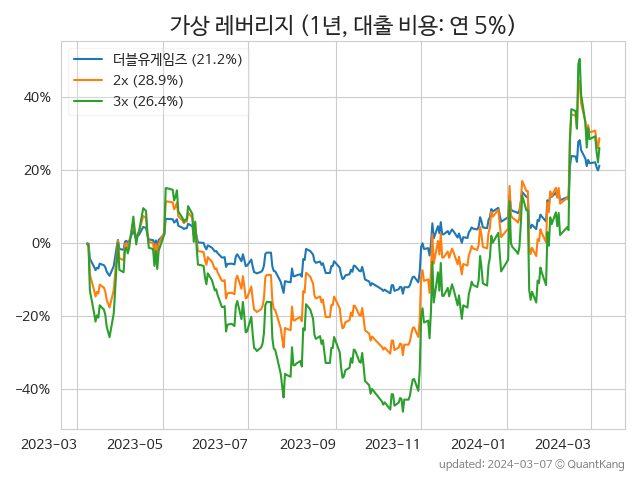 가상 레버리지 (1년, 대출 비용: 연 5%)
더블유게임즈 (21.2%)
2x (28.9%)
3x (26.4%)
40%
20%
0%
−20%
−40%
2023-03 2023-05 2023-07 2023-09 2023-11 2024-01 2024-03
updated: 2024-03-07 © QuantKang